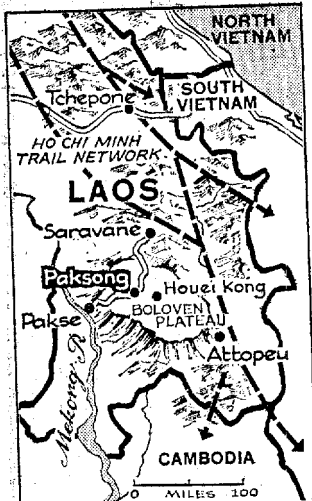 NORTH
VIETNAM
Tchepone
SOUTH
VIETNAM
HO CHI MINH
TRAIL NETWORK
LAOS
Saravane
Paksong
Houei Kong
Pakse
BOLOVEN
PLATEAU
Attopeu
Mekong R.
CAMBODIA
0 MILES 100